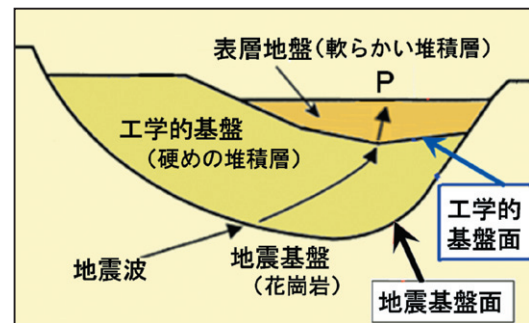 表層地盤(軟らかい堆積層)
P
工学的基盤
(硬めの堆積層)
工学的
基盤面
地震波
地震基盤
(花崗岩)
地震基盤面